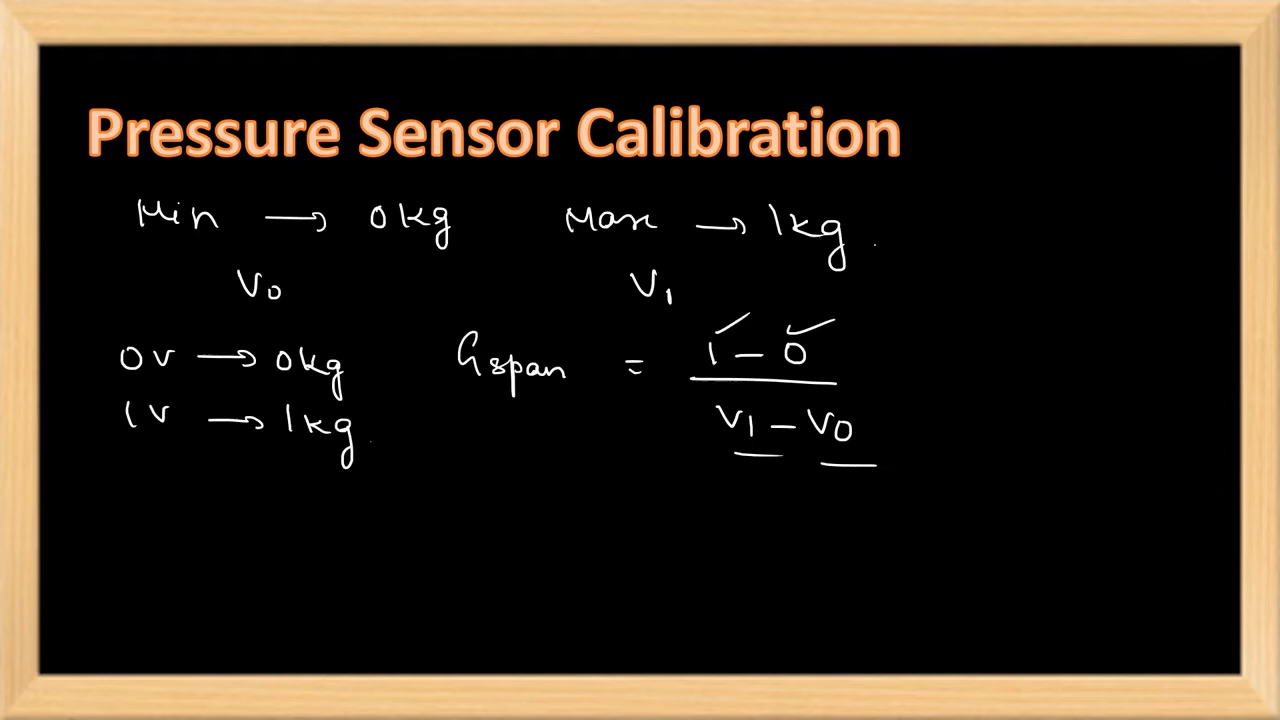 Pressure Sensor Calibration
Min → 0kg Max → 1kg
V0 V1
0V → 0kg Gspan = 1 - 0 / V1 - V0
1V → 1kg